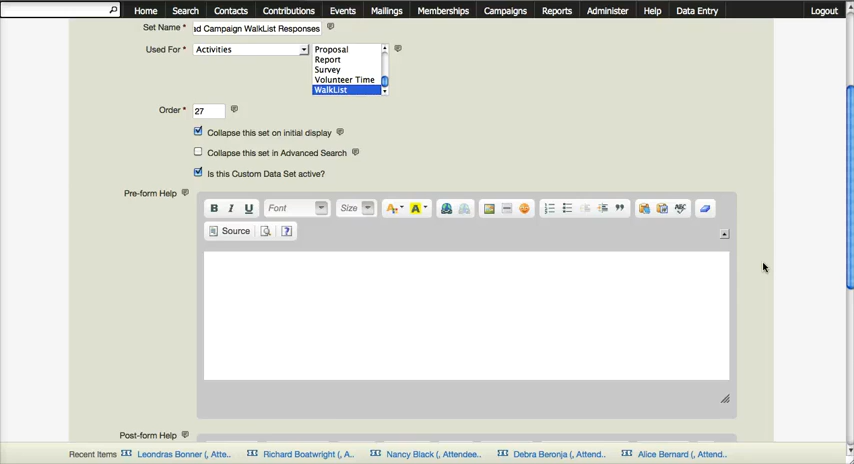 Home Search Contacts Contributions Events Mailings Memberships Campaigns Reports Administer Help Data Entry Logout
Set Name * ad Campaign WalkList Responses
Used For * Activities
Proposal
Report
Survey
Volunteer Time
WalkList
Order * 27
Collapse this set on initial display
Collapse this set in Advanced Search
Is this Custom Data Set active?
Pre-form Help
B I U Font Size
Source
Post-form Help
Recent Items Leondras Bonner (, Atte.. Richard Boatwright (, A.. Nancy Black (, Attendee.. Debra Beronja (, Attend.. Alice Bernard (, Attend..